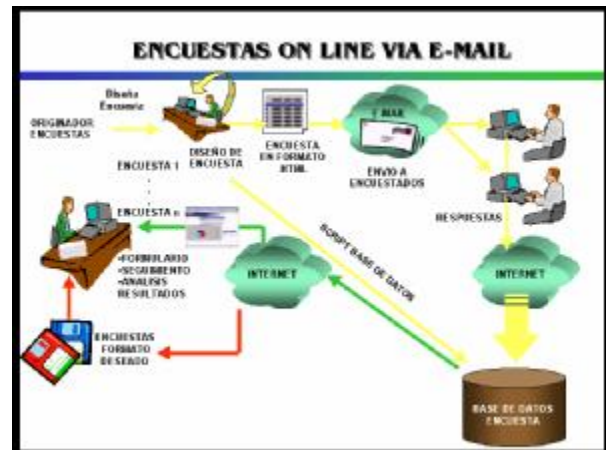 ENCUESTAS ON LINE VIA E-MAIL
Diseña
Encuesta
ORIGINADOR
ENCUESTAS
DISEÑO DE
ENCUESTA
ENCUESTA
EN FORMATO
HTML
E-MAIL
ENVIO A
ENCUESTADOS
ENCUESTA 1
ENCUESTA n
RESPUESTAS
•FORMULARIO
•SEGUIMIENTO
•ANALISIS
RESULTADOS
INTERNET
SCRIPT BASE DE DATOS
INTERNET
ENCUESTAS
FORMATO
DESEADO
BASE DE DATOS
ENCUESTA